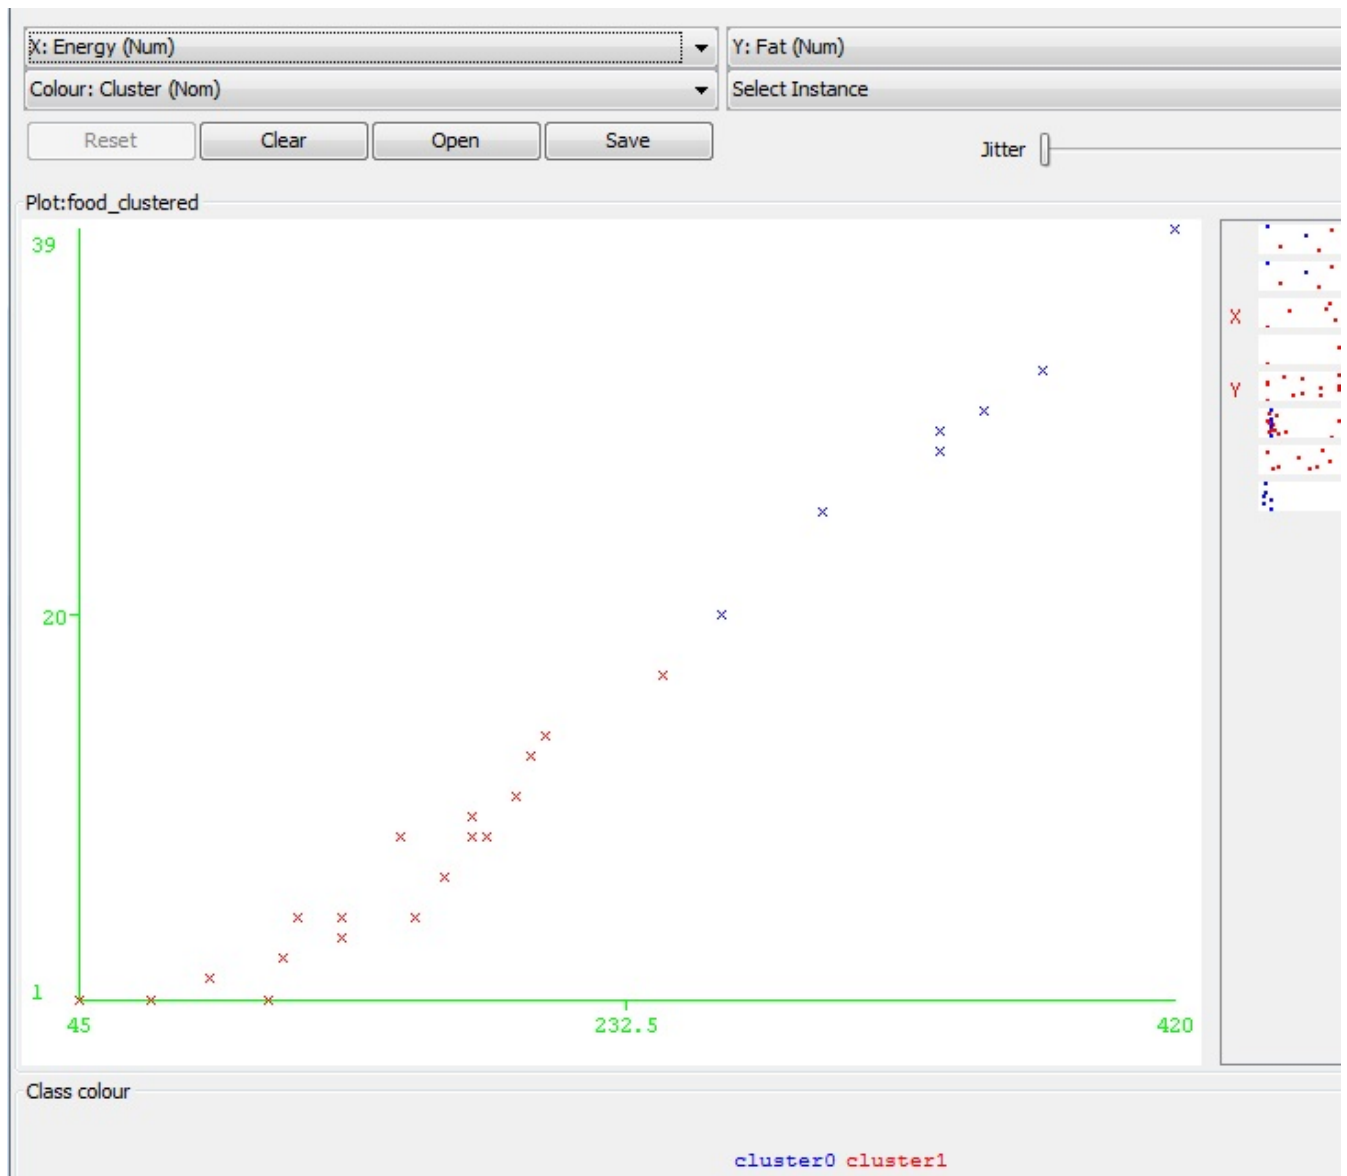 X: Energy (Num) Y: Fat (Num)
Colour: Cluster (Nom) Select Instance
Reset Clear Open Save Jitter
Plot:food_clustered
39
X
Y
20
1
45 232.5 420
Class colour
cluster0 cluster1